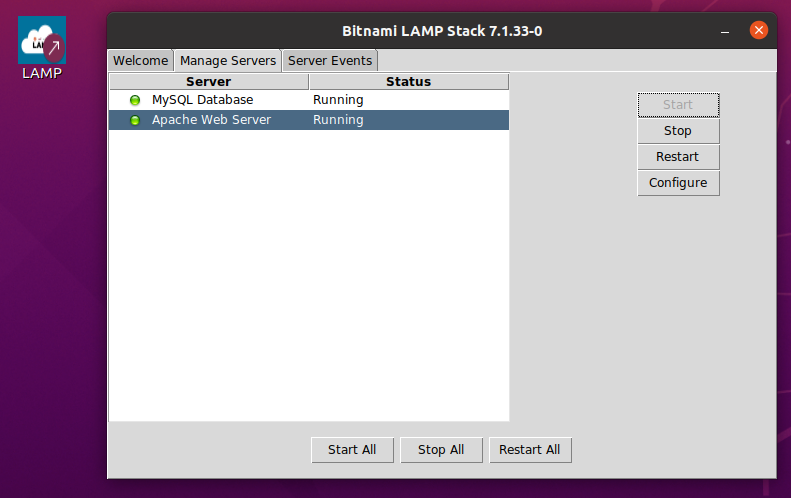 Bitnami LAMP Stack 7.1.33-0
LAMP
Welcome Manage Servers Server Events
Server Status
MySQL Database Running
Apache Web Server Running
Start
Stop
Restart
Configure
Start All Stop All Restart All